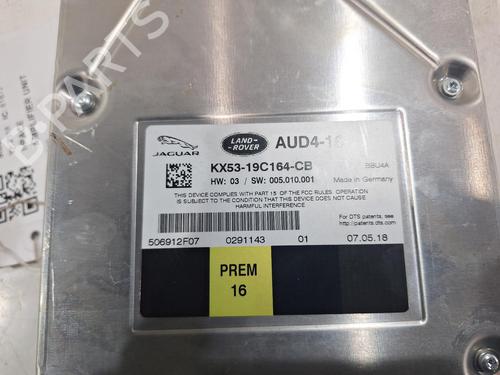 JAGUAR
LAND-
ROVER
AUD4-16
KX53-19C164-CB
BBU4A
HW: 03 / SW: 005.010.001
Made in Germany
THIS DEVICE COMPLIES WITH PART 15 OF THE FCC RULES OPERATION
IS SUBJECT TO THE CONDITION THAT THIS DEVICE DOES NOT CAUSE
HARMFUL INTERFERENCE
For DTS patents, see
http://patents.dts.com.
506912F07
0291143
01
07.05.18
PREM
16
AMPLIFIER UNIT
B-PARTS